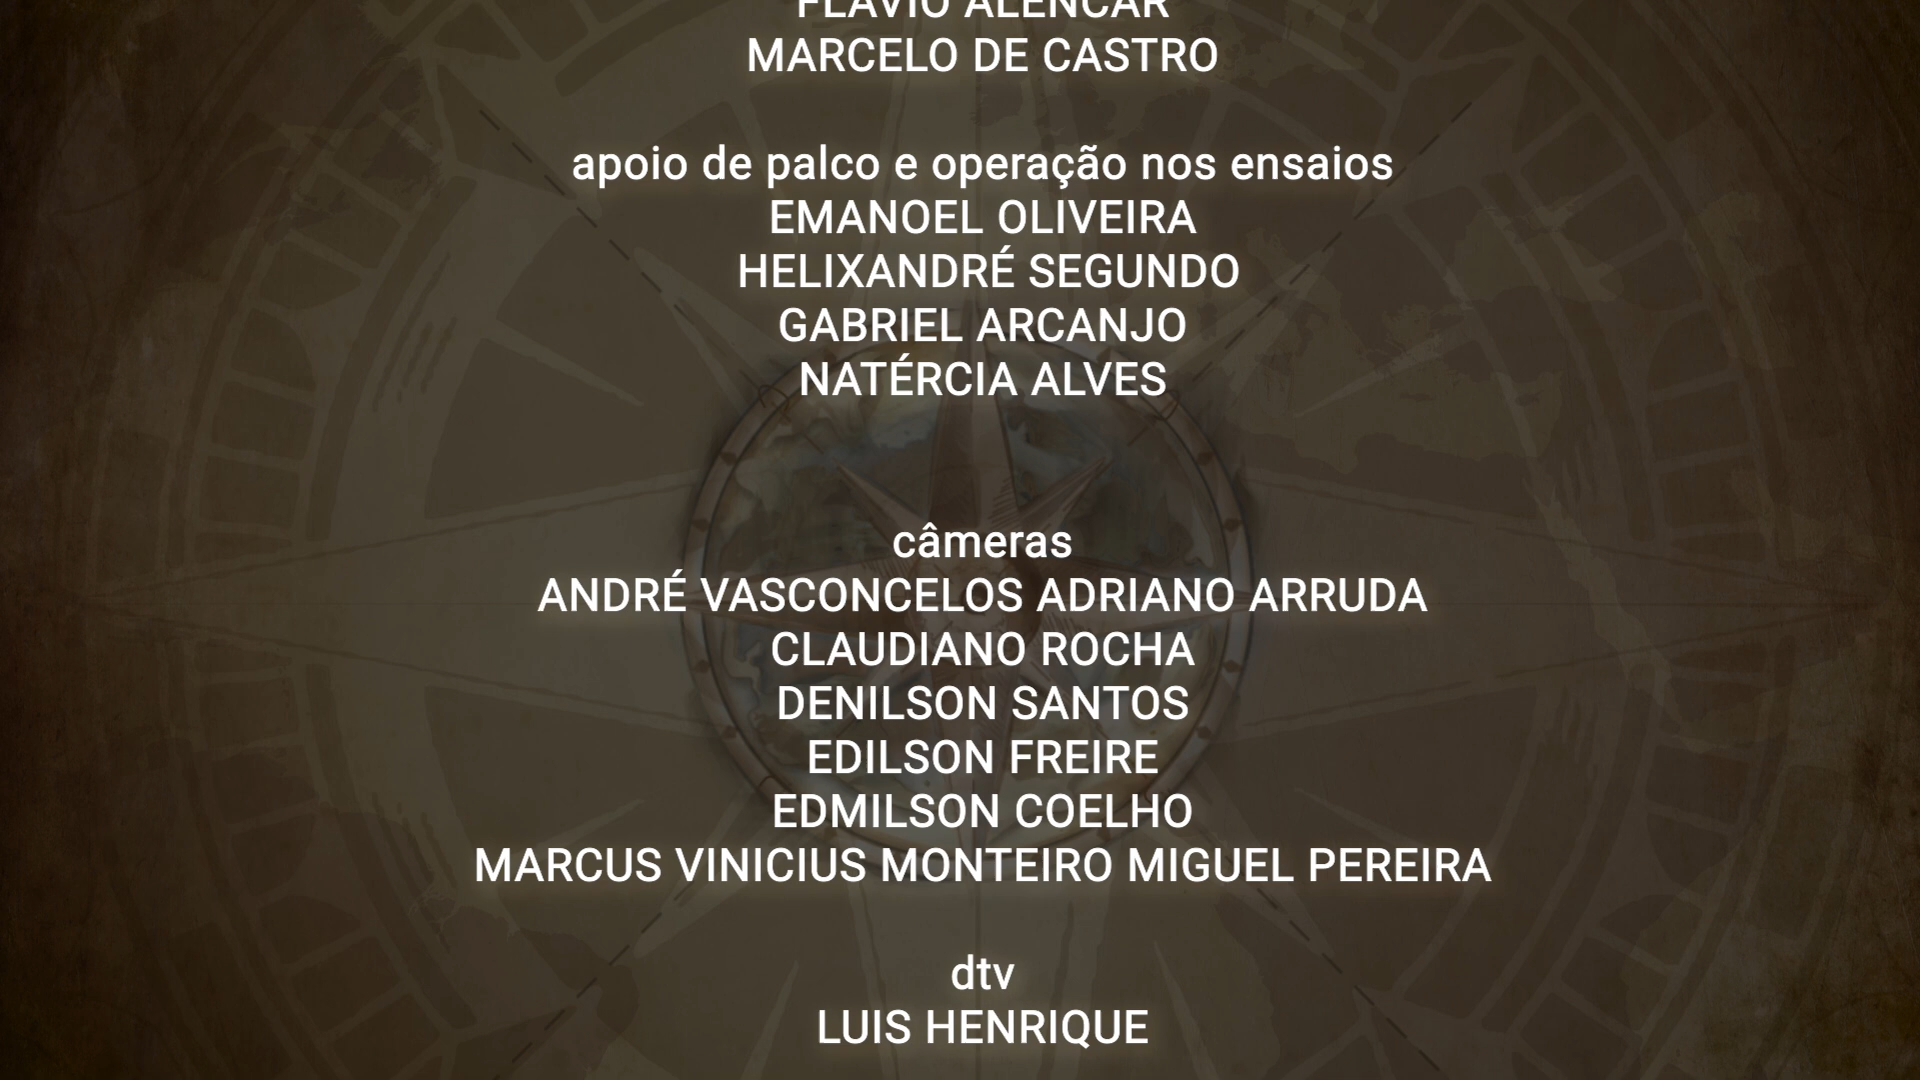 FLÁVIO ALENCAR
MARCELO DE CASTRO
apoio de palco e operação nos ensaios
EMANOEL OLIVEIRA
HELIXANDRÉ SEGUNDO
GABRIEL ARCANJO
NATÉRCIA ALVES
câmeras
ANDRÉ VASCONCELOS ADRIANO ARRUDA
CLAUDIANO ROCHA
DENILSON SANTOS
EDILSON FREIRE
EDMILSON COELHO
MARCUS VINICIUS MONTEIRO MIGUEL PEREIRA
dtv
LUIS HENRIQUE